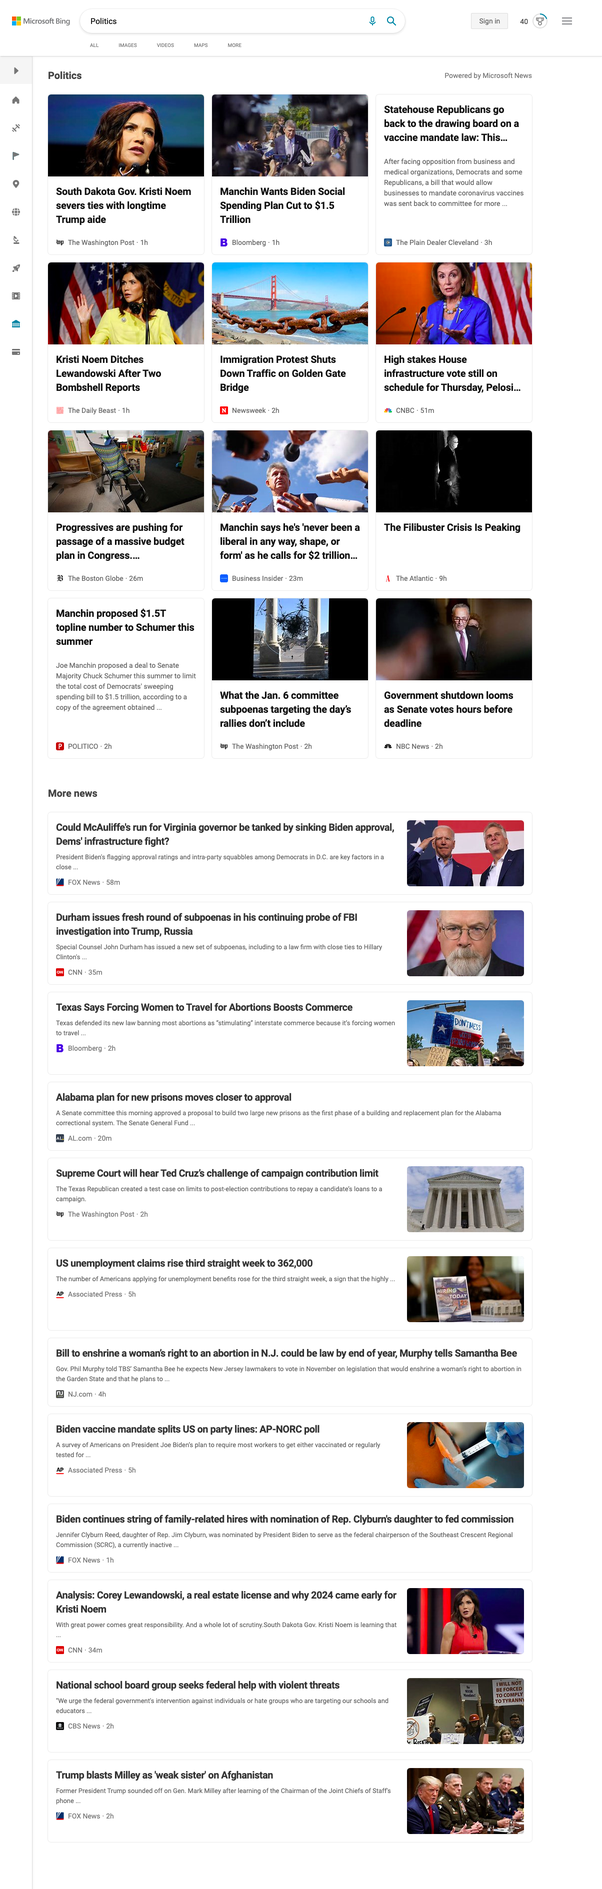 Microsoft Bing
Politics
Sign in
40
ALL
IMAGES
VIDEOS
MAPS
MORE
Politics
Powered by Microsoft News
South Dakota Gov. Kristi Noem
severs ties with longtime
Trump aide
The Washington Post · 1h
Manchin Wants Biden Social
Spending Plan Cut to $1.5
Trillion
Bloomberg · 1h
Statehouse Republicans go
back to the drawing board on a
vaccine mandate law: This...
After facing opposition from business and
medical organizations, Democrats and some
Republicans, a bill that would allow
businesses to mandate coronavirus vaccines
was sent back to committee for more ...
The Plain Dealer Cleveland · 3h
Kristi Noem Ditches
Lewandowski After Two
Bombshell Reports
The Daily Beast · 1h
Immigration Protest Shuts
Down Traffic on Golden Gate
Bridge
Newsweek · 2h
High stakes House
infrastructure vote still on
schedule for Thursday, Pelosi...
CNBC · 51m
Progressives are pushing for
passage of a massive budget
plan in Congress....
The Boston Globe · 26m
Manchin says he's 'never been a
liberal in any way, shape, or
form' as he calls for $2 trillion...
Business Insider · 23m
The Filibuster Crisis Is Peaking
The Atlantic · 9h
Manchin proposed $1.5T
topline number to Schumer this
summer
Joe Manchin proposed a deal to Senate
Majority Chuck Schumer this summer to limit
the total cost of Democrats' sweeping
spending bill to $1.5 trillion, according to a
copy of the agreement obtained ...
POLITICO · 2h
What the Jan. 6 committee
subpoenas targeting the day's
rallies don't include
The Washington Post · 2h
Government shutdown looms
as Senate votes hours before
deadline
NBC News · 2h
More news
Could McAuliffe's run for Virginia governor be tanked by sinking Biden approval,
Dems' infrastructure fight?
President Biden's flagging approval ratings and intra-party squabbles among Democrats in D.C. are key factors in a
close ...
FOX News · 58m
Durham issues fresh round of subpoenas in his continuing probe of FBI
investigation into Trump, Russia
Special Counsel John Durham has issued a new set of subpoenas, including to a law firm with close ties to Hillary
Clinton's ...
CNN · 35m
Texas Says Forcing Women to Travel for Abortions Boosts Commerce
Texas defended its new law banning most abortions as "stimulating" interstate commerce because it's forcing women
to travel ...
Bloomberg · 2h
DON'T MESS
Alabama plan for new prisons moves closer to approval
A Senate committee this morning approved a proposal to build two large new prisons as the first phase of a building and replacement plan for the Alabama
correctional system. The Senate General Fund ...
AL.com · 20m
Supreme Court will hear Ted Cruz's challenge of campaign contribution limit
The Texas Republican created a test case on limits to post-election contributions to repay a candidate's loans to a
campaign.
The Washington Post · 2h
US unemployment claims rise third straight week to 362,000
The number of Americans applying for unemployment benefits rose for the third straight week, a sign that the highly ...
AP Associated Press · 5h
TODAY
Bill to enshrine a woman's right to an abortion in N.J. could be law by end of year, Murphy tells Samantha Bee
Gov. Phil Murphy told TBS' Samantha Bee he expects New Jersey lawmakers to vote in November on legislation that would enshrine a woman's right to abortion in
the Garden State and that he plans to ...
NJ.com · 4h
Biden vaccine mandate splits US on party lines: AP-NORC poll
A survey of Americans on President Joe Biden's plan to require most workers to get either vaccinated or regularly
tested for ...
AP Associated Press · 5h
Biden continues string of family-related hires with nomination of Rep. Clyburn's daughter to fed commission
Jennifer Clyburn Reed, daughter of Rep. Jim Clyburn, was nominated by President Biden to serve as the federal chairperson of the Southeast Crescent Regional
Commission (SCRC), a currently inactive ...
FOX News · 1h
Analysis: Corey Lewandowski, a real estate license and why 2024 came early for
Kristi Noem
With great power comes great responsibility. And a whole lot of scrutiny.South Dakota Gov. Kristi Noem is learning that
...
CNN · 34m
National school board group seeks federal help with violent threats
"We urge the federal government's intervention against individuals or hate groups who are targeting our schools and
educators ...
CBS News · 2h
I WILL NOT
BE FORCED
TO COMPLY
TYRANNY
Trump blasts Milley as 'weak sister' on Afghanistan
Former President Trump sounded off on Gen. Mark Milley after learning of the Chairman of the Joint Chiefs of Staff's
phone ...
FOX News · 2h